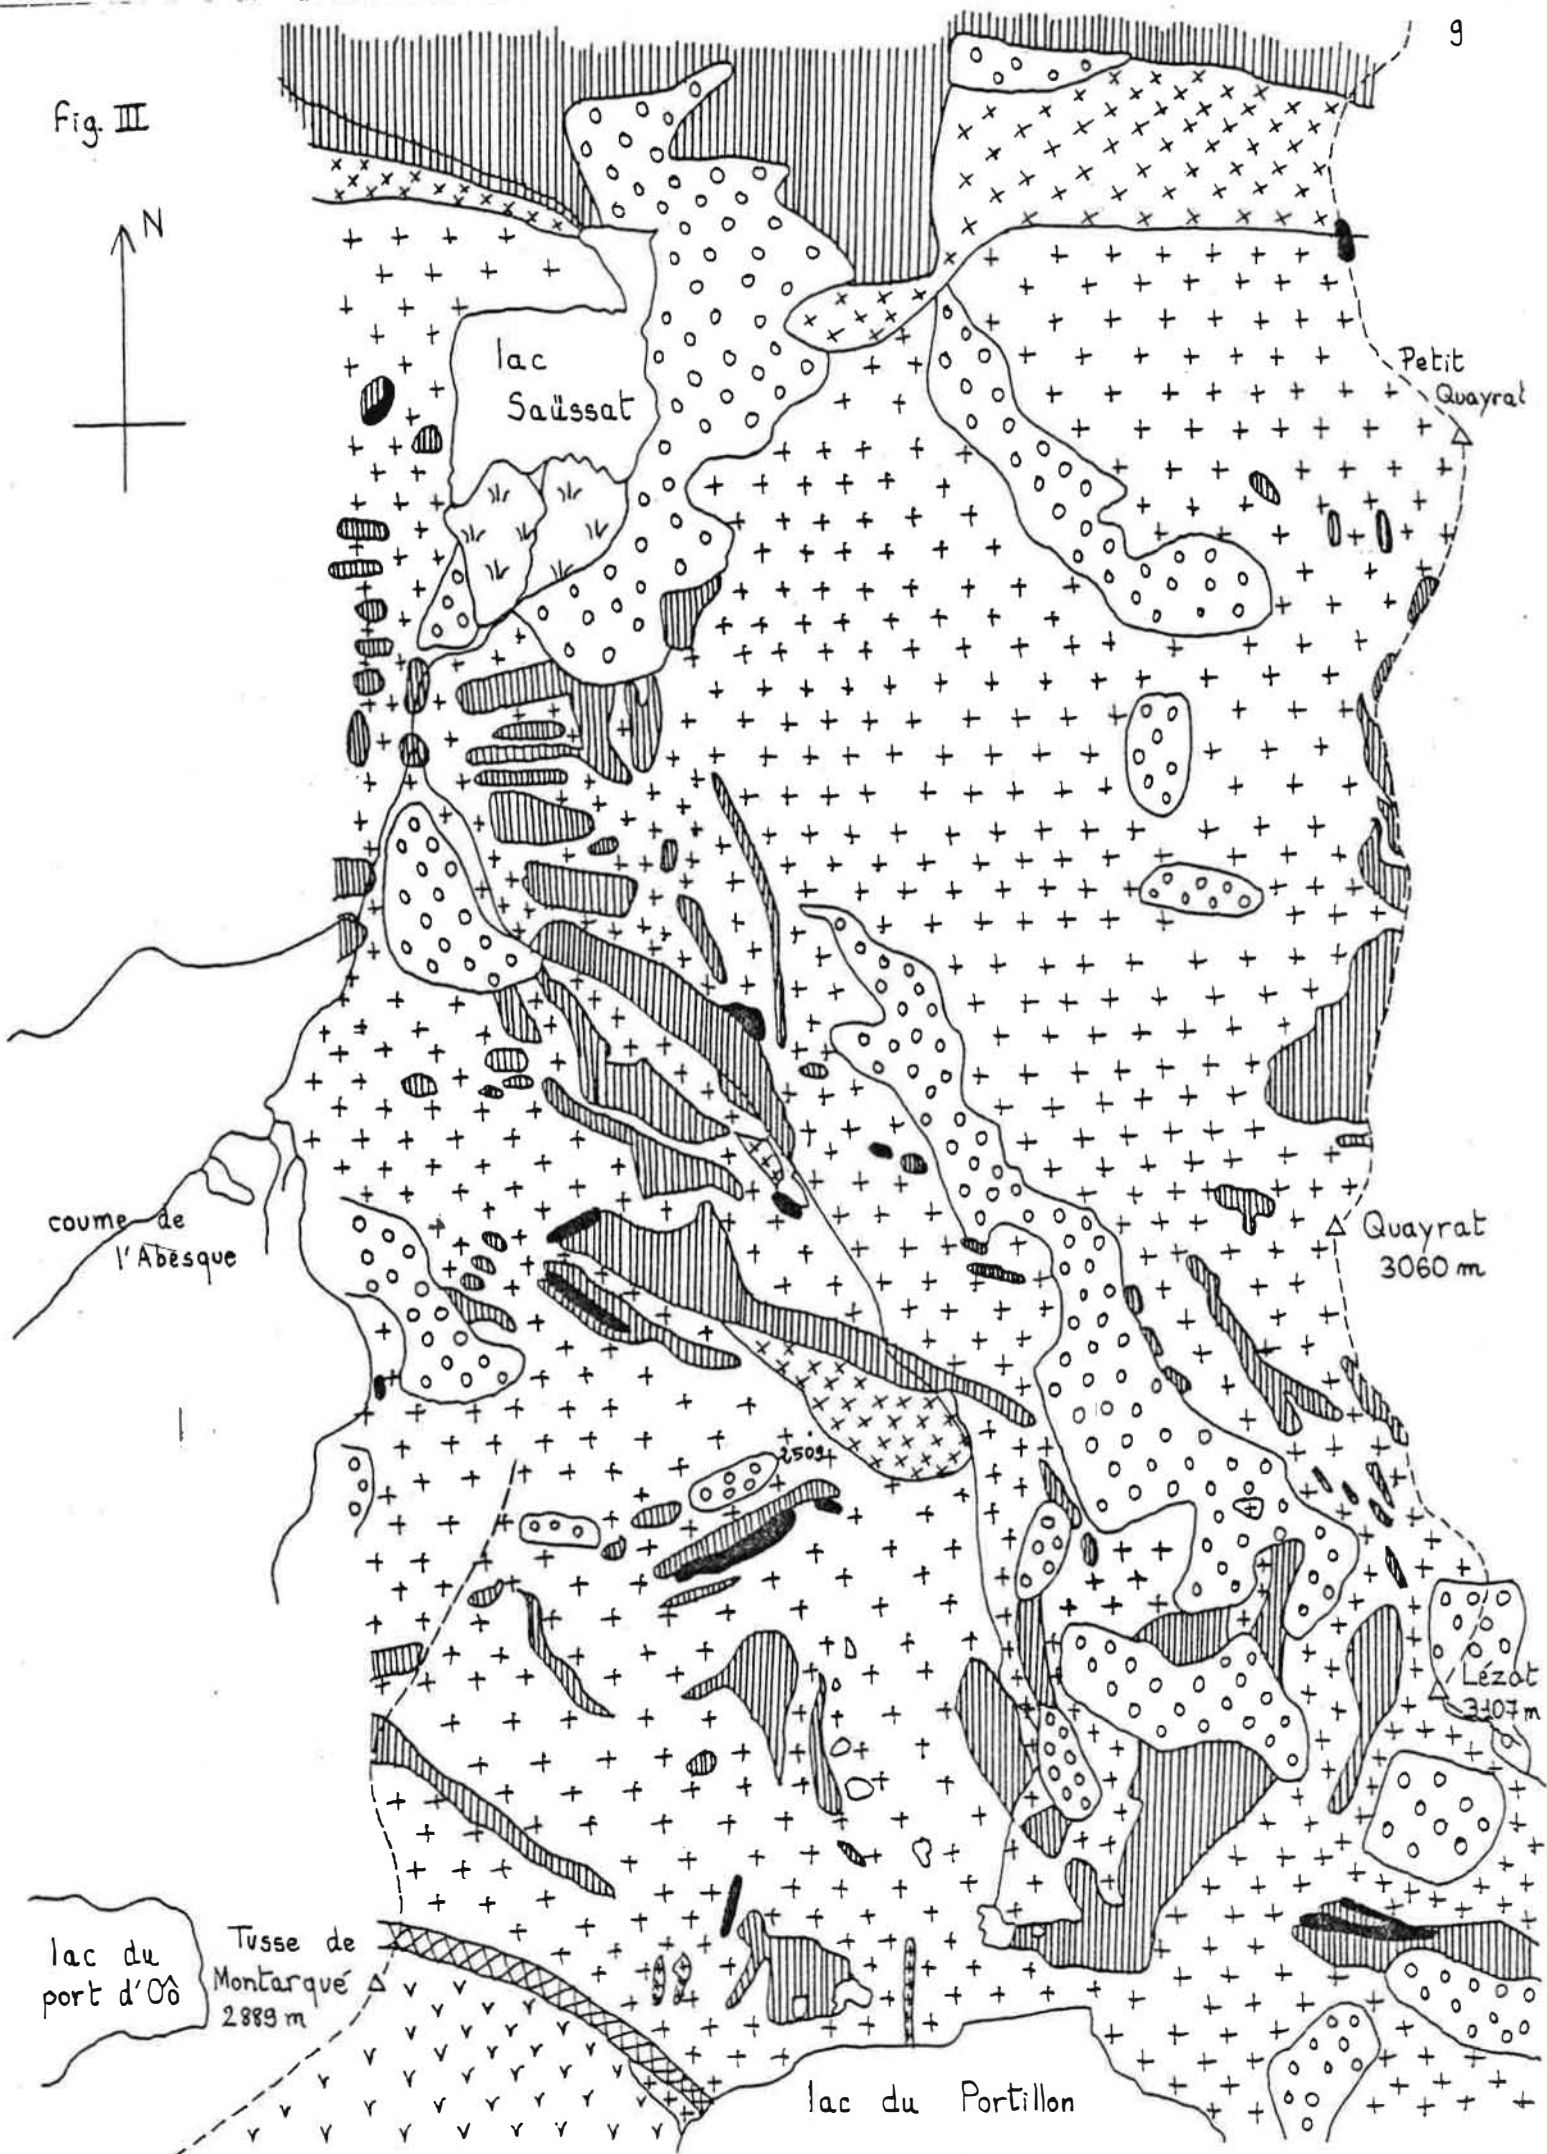 9
Fig. III
N
lac
Saüssat
Petit
Quayrat
coume de
l'Abesque
Quayrat
3060 m
2509
Lézat
3107 m
lac du
port d'Oô
Tusse de
Montarqué
2889 m
lac du Portillon